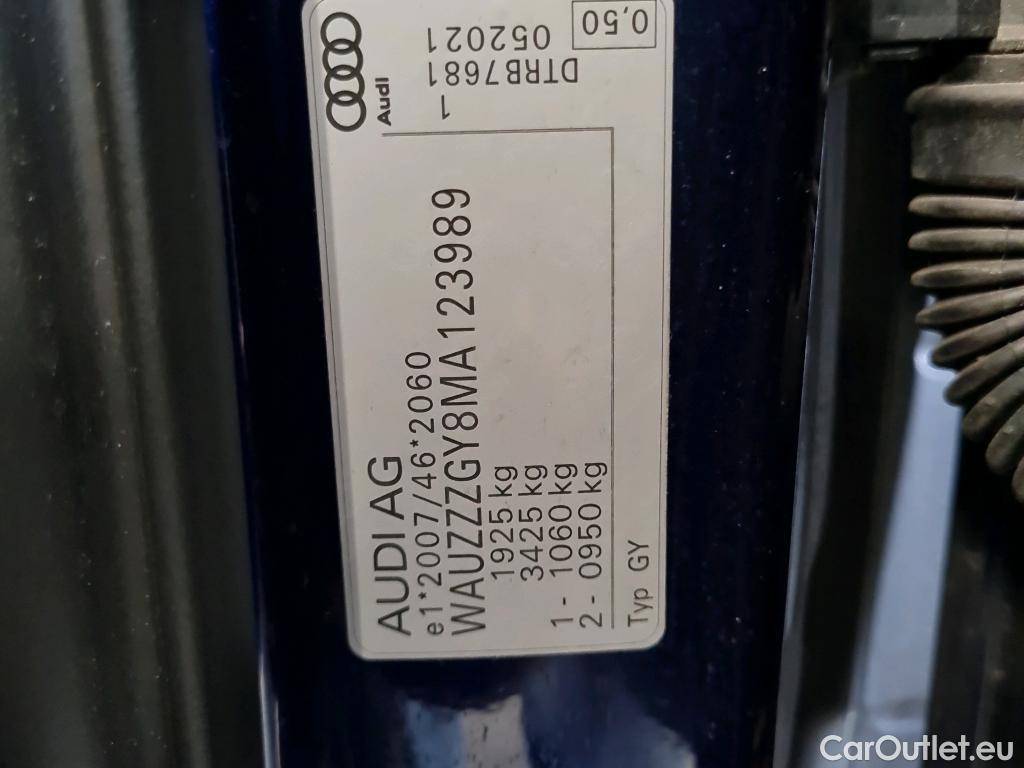 AUDI AG
e1*2007/46*2060
WAUZZZGY8MA123989
1925 kg
3425 kg
1- 1060 kg
2- 0950 kg
Typ GY
Audi
1
DTRB7681
052021
0,50
CarOutlet.eu